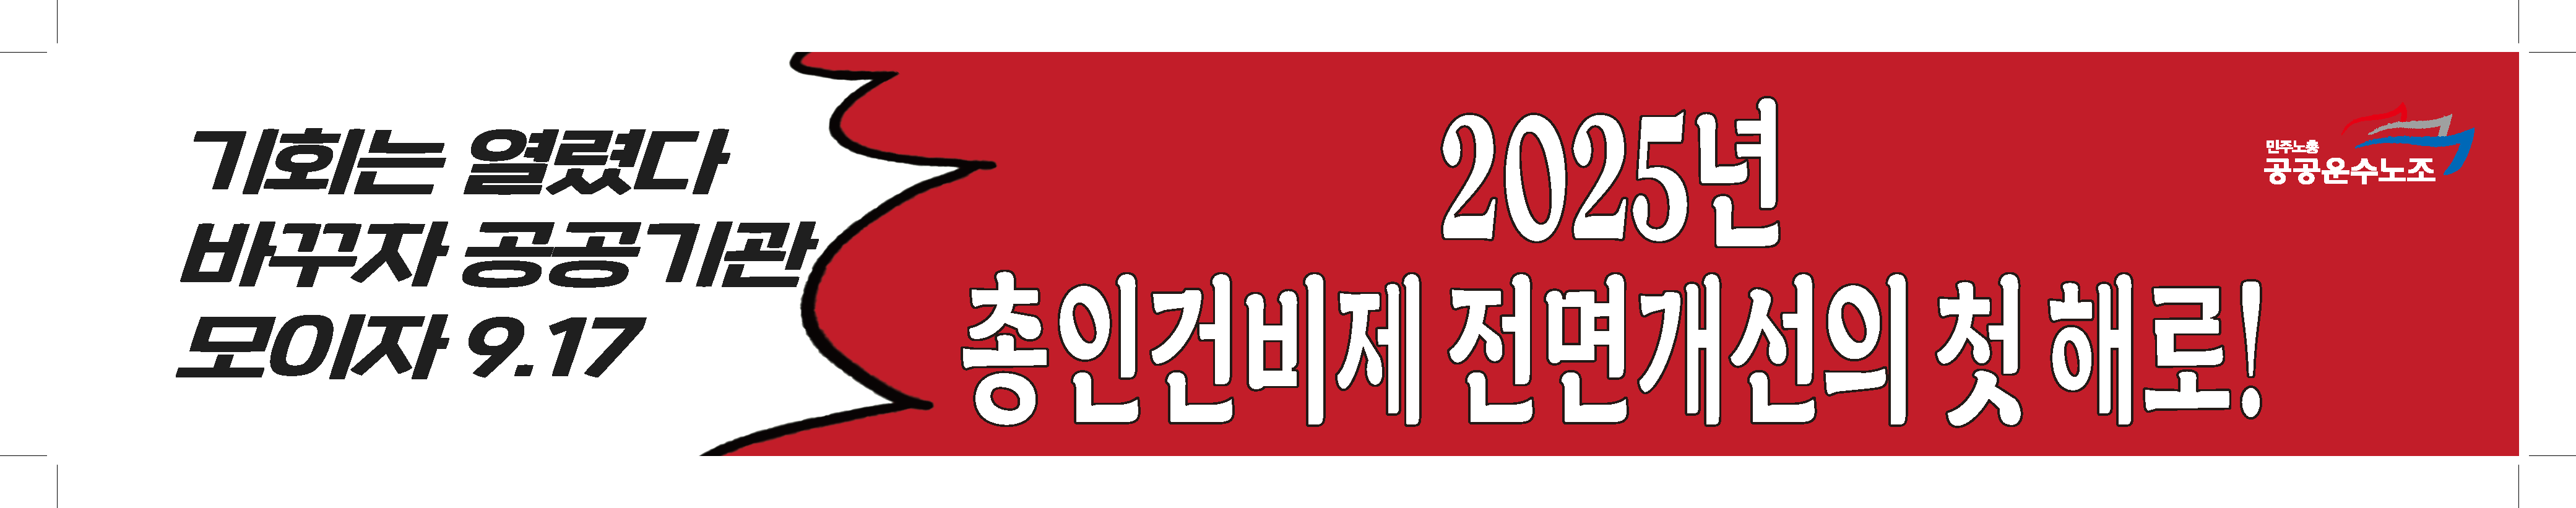 기회는 열렸다
바꾸자 공공기관
모이자 9.17
2025년
총인건비제 전면개선의 첫 해로!
민주노총
공공운수노조